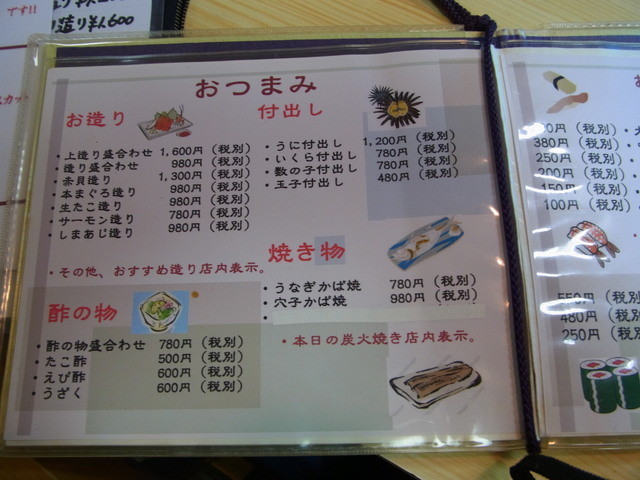 です!!
造り¥1,600
おつまみ
お造り
・上造り盛合わせ 1,600円(税別)
・造り盛合わせ 980円(税別)
・赤貝造り 1,300円(税別)
・本まぐろ造り 980円(税別)
・生たこ造り 980円(税別)
・サーモン造り 780円(税別)
・しまあじ造り 980円(税別)
・その他、おすすめ造り店内表示。
酢の物
・酢の物盛合わせ 780円(税別)
・たこ酢 500円(税別)
・えび酢 600円(税別)
・うざく 600円(税別)
付出し
・うに付出し 1,200円(税別)
・いくら付出し 780円(税別)
・数の子付出し 780円(税別)
・玉子付出し 480円(税別)
焼き物
・うなぎかば焼 780円(税別)
・穴子かば焼 980円(税別)
・
・本日の炭火焼き店内表示。
0円(税別)
380円(税別)
250円(税別)
200円(税別)
150円(税別)
100円(税別)
550円(税別)
480円(税別)
250円(税別)